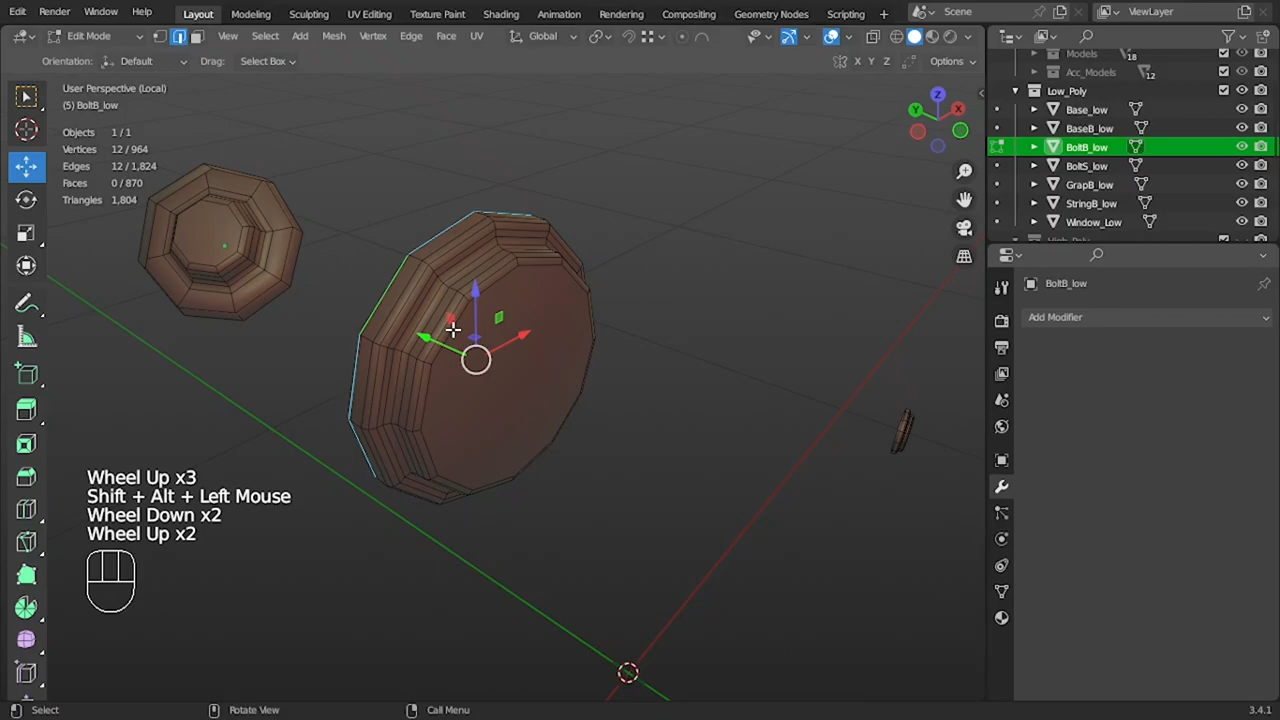 Edit Render Window Help Layout Modeling Sculpting UV Editing Texture Paint Shading Animation Rendering Compositing Geometry Nodes Scripting Scene ViewLayer
Edit Mode View Select Add Mesh Vertex Edge Face UV Global
Orientation: Default Drag: Select Box X Y Z Options
Models 18
Acc_Models 12
Low_Poly
Base_low
BaseB_low
BoltB_low
BoltS_low
GrapB_low
StringB_low
Window_Low
User Perspective (Local)
(5) BoltB_low
Objects 1/1
Vertices 12/964
Edges 12/1,824
Faces 0/870
Triangles 1,804
Z
Y
X
BoltB_low
Add Modifier
Wheel Up x3
Shift + Alt + Left Mouse
Wheel Down x2
Wheel Up x2
Select Rotate View Call Menu 3.4.1